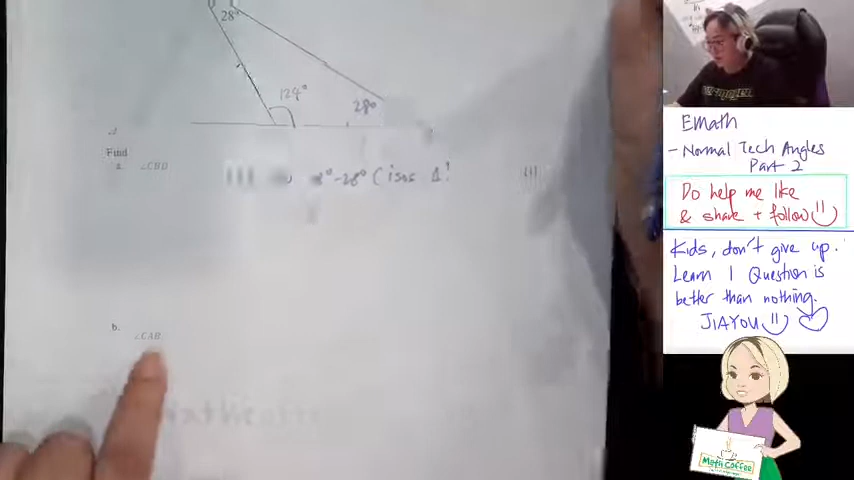 28°
124°
28°
Find
a. ∠CBD
°-28° (isos Δ)
[1]
b.
∠CAB
EMath
- Normal Tech Angles
Part 2
Do help me like
& share + follow
Kids, don't give up.
Learn 1 Question is
better than nothing.
JIAYOU
Math Coffee